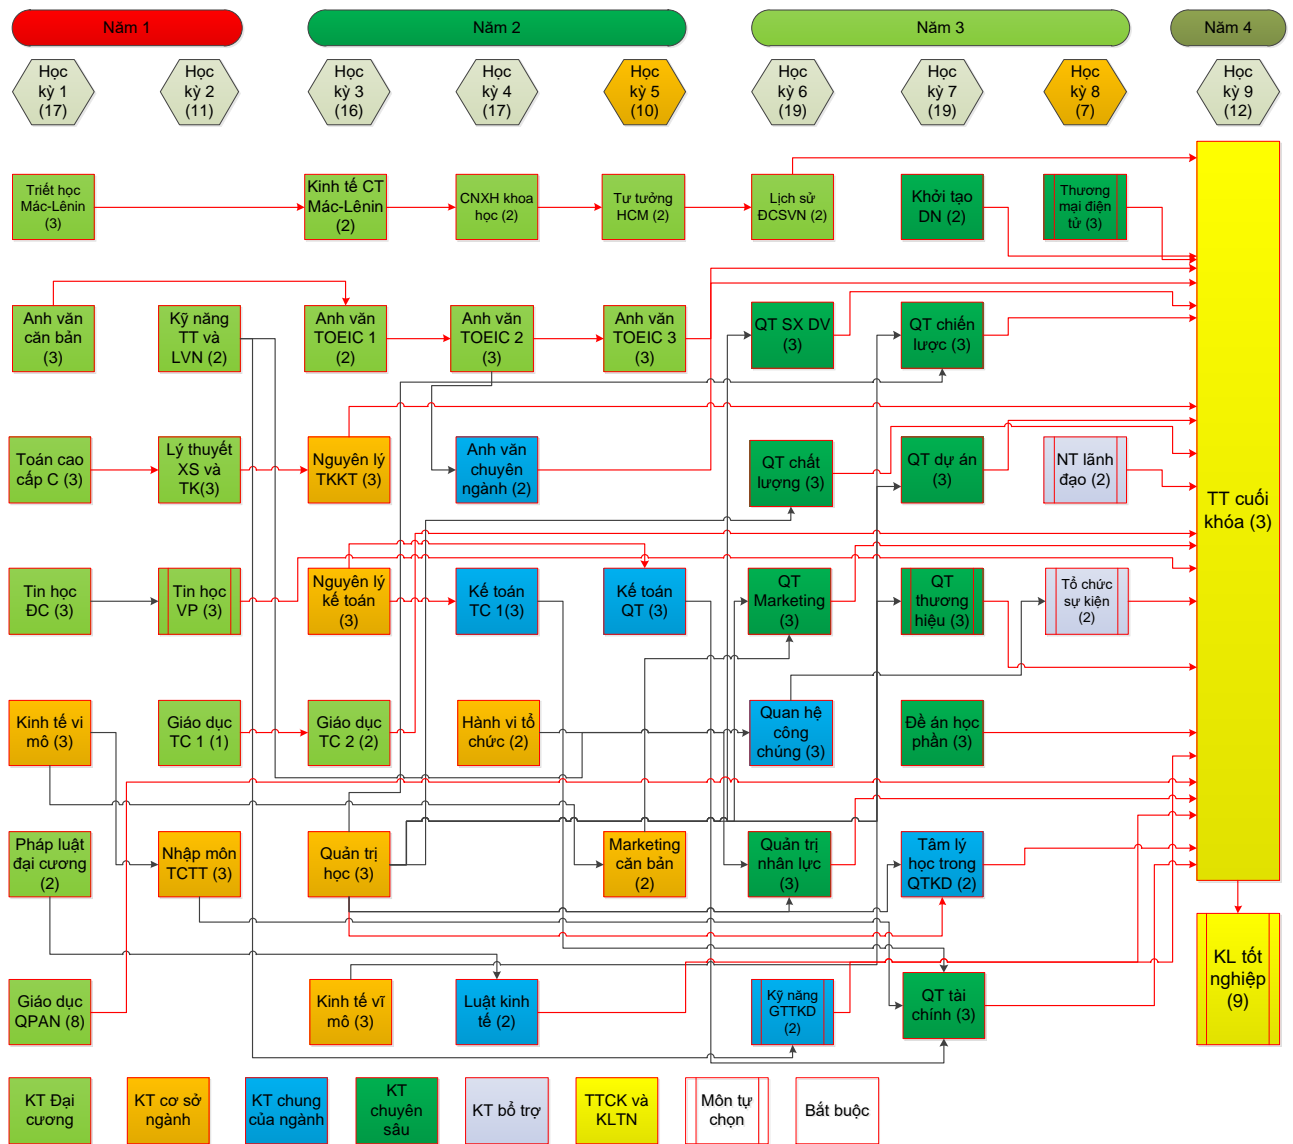 Năm 1
Năm 2
Năm 3
Năm 4
Học
kỳ 1
(17)
Học
kỳ 2
(11)
Học
kỳ 3
(16)
Học
kỳ 4
(17)
Học
kỳ 5
(10)
Học
kỳ 6
(19)
Học
kỳ 7
(19)
Học
kỳ 8
(7)
Học
kỳ 9
(12)
Triết học
Mác-Lênin
(3)
Kinh tế CT
Mác-Lênin
(2)
CNXH khoa
học (2)
Tư tưởng
HCM (2)
Lịch sử
ĐCSVN (2)
Khởi tạo
DN (2)
Thương
mại điện
tử (3)
Anh văn
căn bản
(3)
Kỹ năng
TT và
LVN (2)
Anh văn
TOEIC 1
(2)
Anh văn
TOEIC 2
(3)
Anh văn
TOEIC 3
(3)
QT SX DV
(3)
QT chiến
lược (3)
Toán cao
cấp C (3)
Lý thuyết
XS và
TK(3)
Nguyên lý
TKKT (3)
Anh văn
chuyên
ngành (2)
QT chất
lượng (3)
QT dự án
(3)
NT lãnh
đạo (2)
TT cuối
khóa (3)
Tin học
ĐC (3)
Tin học
VP (3)
Nguyên lý
kế toán
(3)
Kế toán
TC 1(3)
Kế toán
QT (3)
QT
Marketing
(3)
QT
thương
hiệu (3)
Tổ chức
sự kiện
(2)
Kinh tế vi
mô (3)
Giáo dục
TC 1 (1)
Giáo dục
TC 2 (2)
Hành vi tổ
chức (2)
Quan hệ
công
chúng (3)
Đề án học
phần (3)
Pháp luật
đại cương
(2)
Nhập môn
TCTT (3)
Quản trị
học (3)
Marketing
căn bản
(2)
Quản trị
nhân lực
(3)
Tâm lý
học trong
QTKD (2)
Giáo dục
QPAN (8)
Kinh tế vĩ
mô (3)
Luật kinh
tế (2)
Kỹ năng
GTTKD
(2)
QT tài
chính (3)
KL tốt
nghiệp
(9)
KT Đại
cương
KT cơ sở
ngành
KT chung
của ngành
KT
chuyên
sâu
KT bổ trợ
TTCK và
KLTN
Môn tự
chọn
Bắt buộc